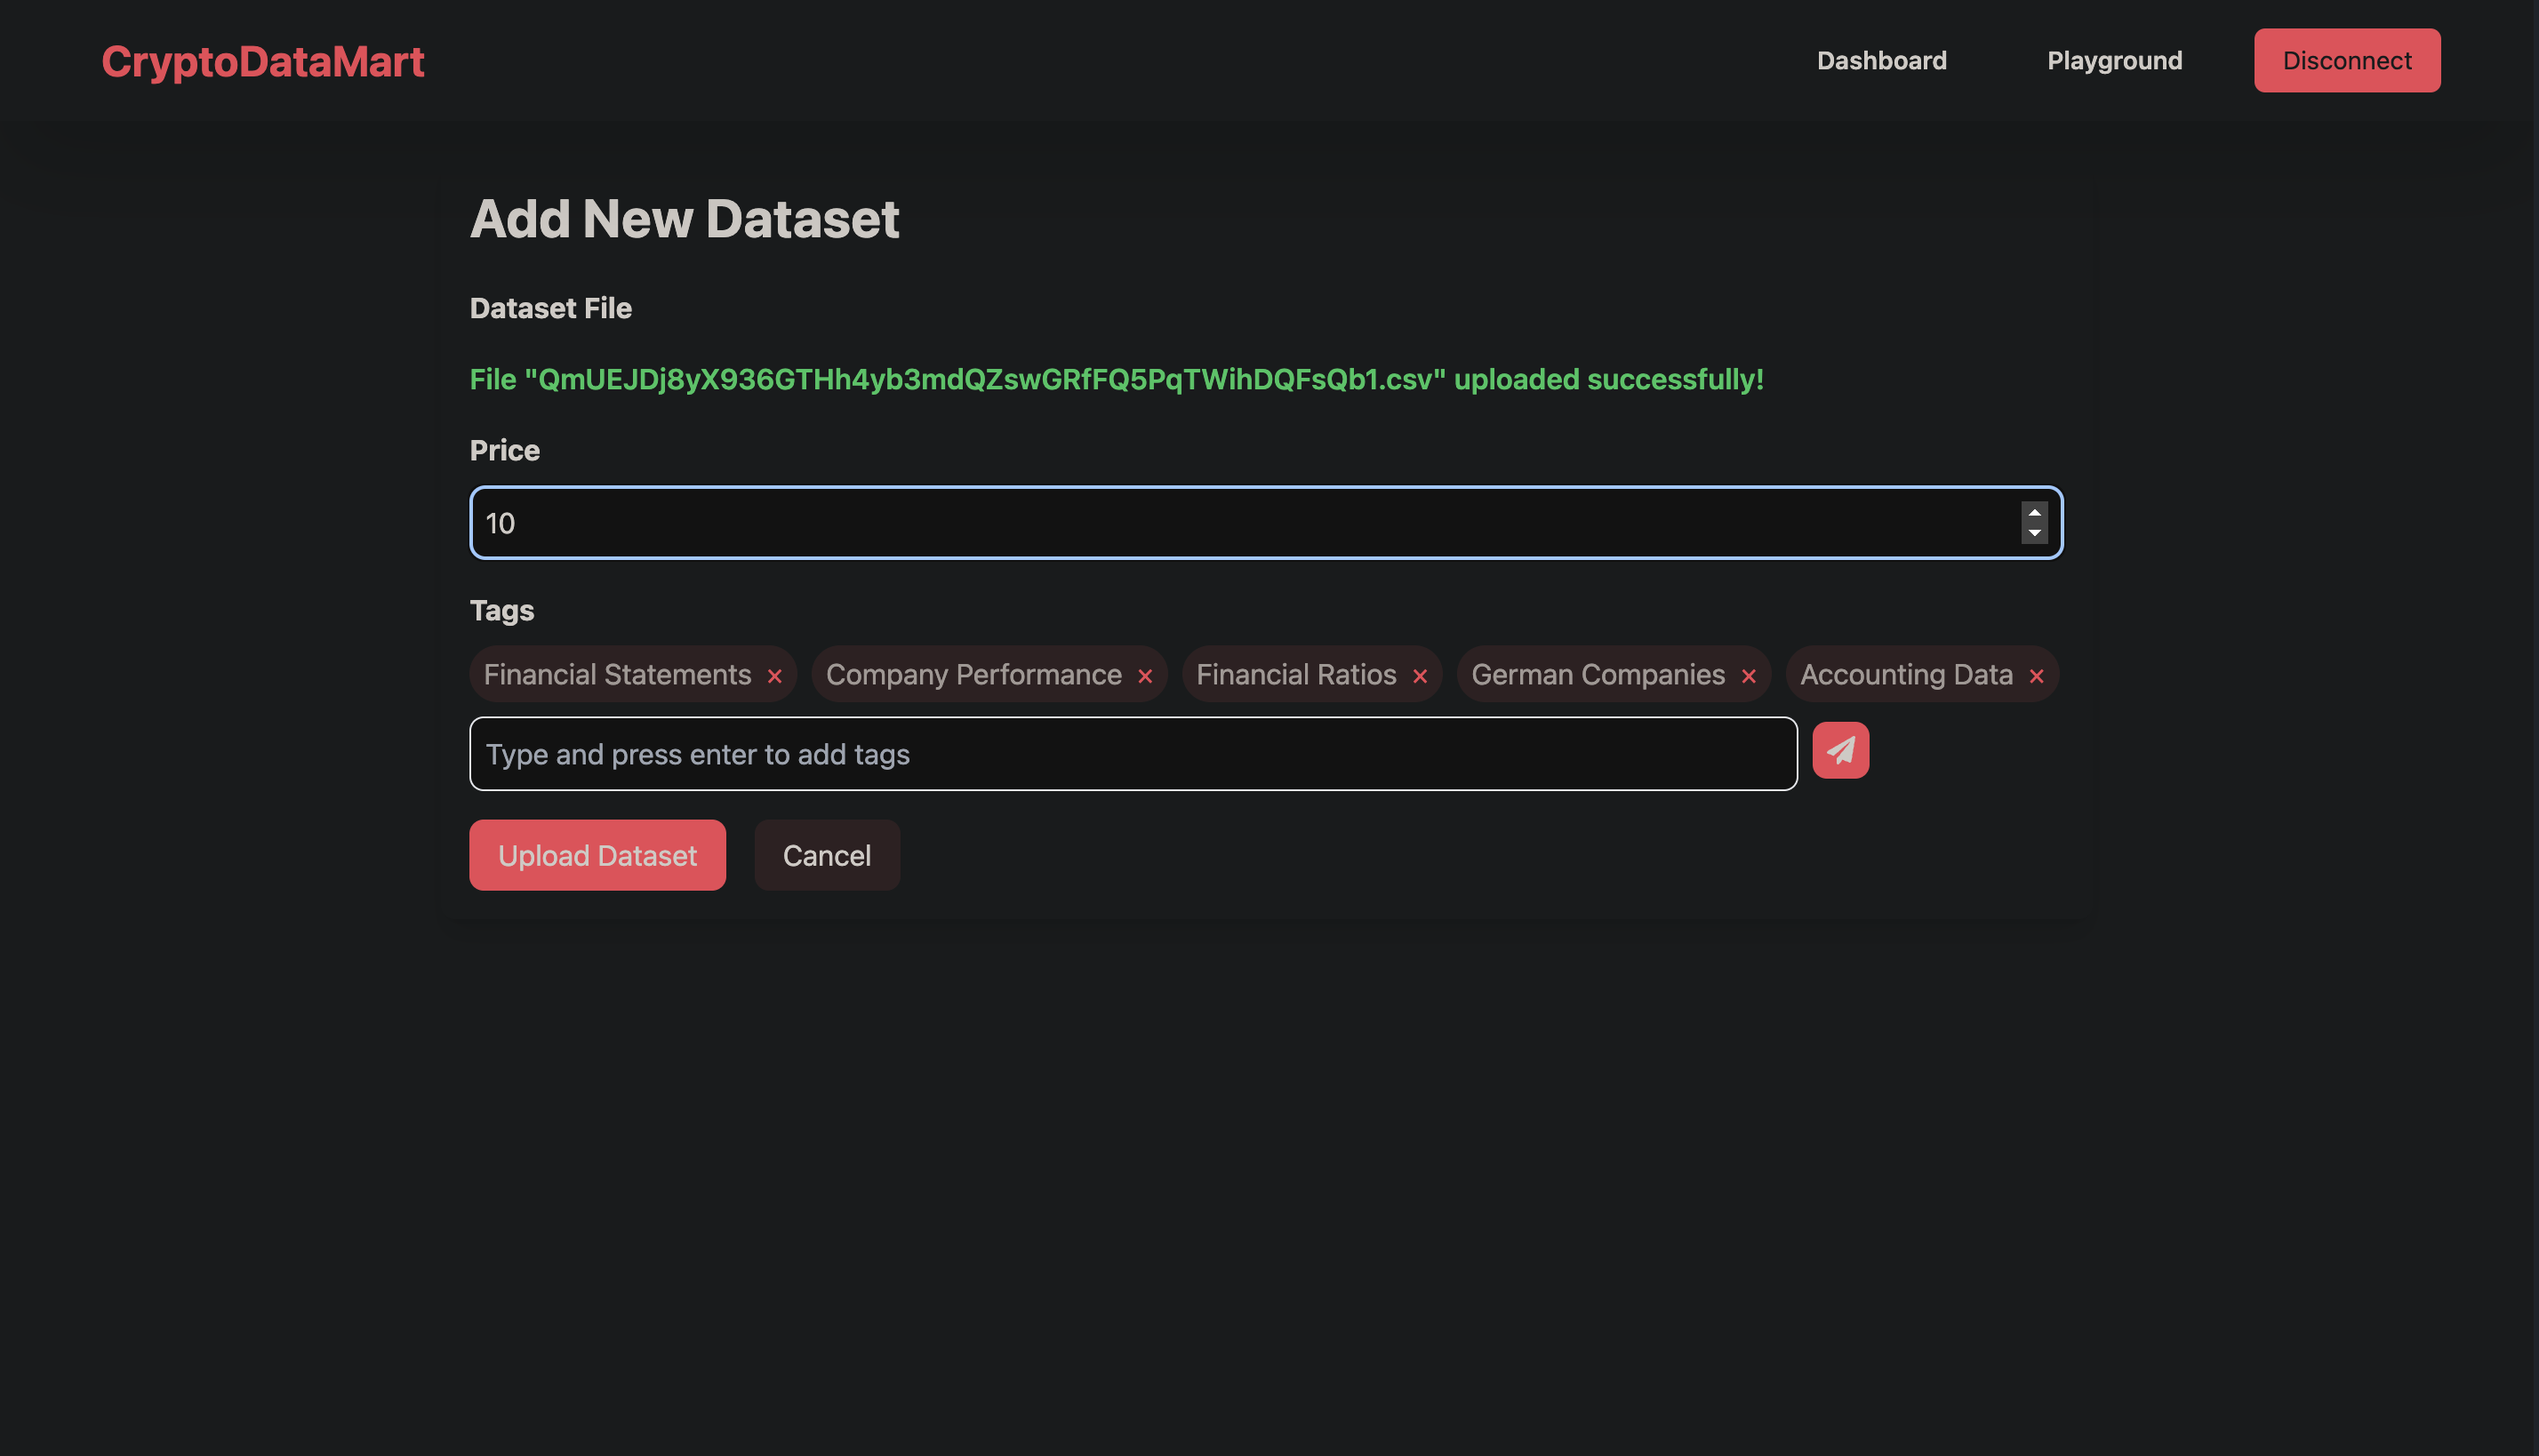 CryptoDataMart Dashboard Playground Disconnect
Add New Dataset
Dataset File
File "QmUEJDj8yX936GTHh4yb3mdQZswGRfFQ5PqTWihDQFsQb1.csv" uploaded successfully!
Price
10
Tags
Financial Statements × Company Performance × Financial Ratios × German Companies × Accounting Data ×
Type and press enter to add tags
Upload Dataset Cancel